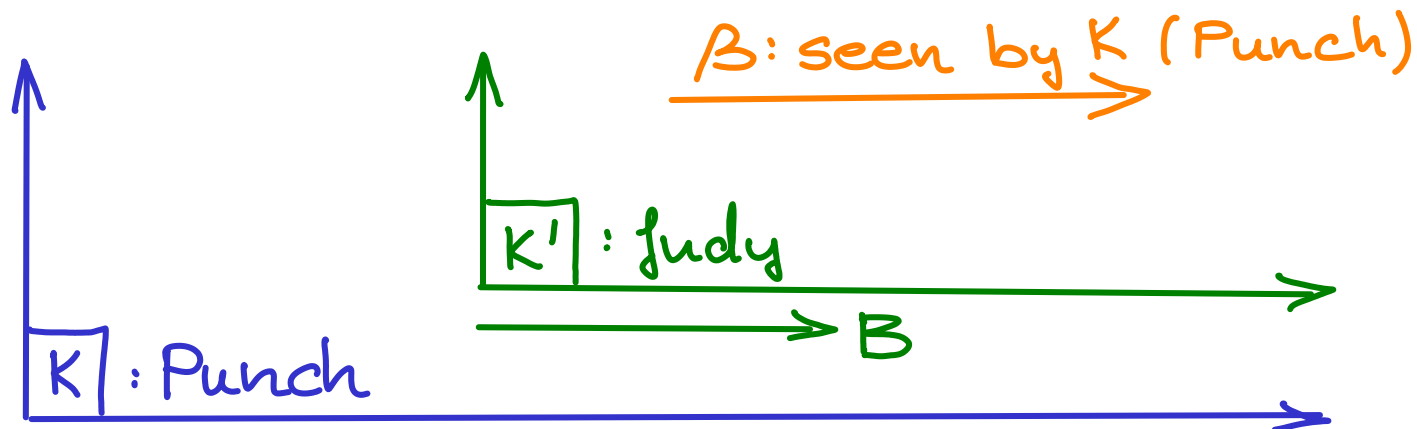 β: seen by K (Punch)
K' : Judy
B
K : Punch